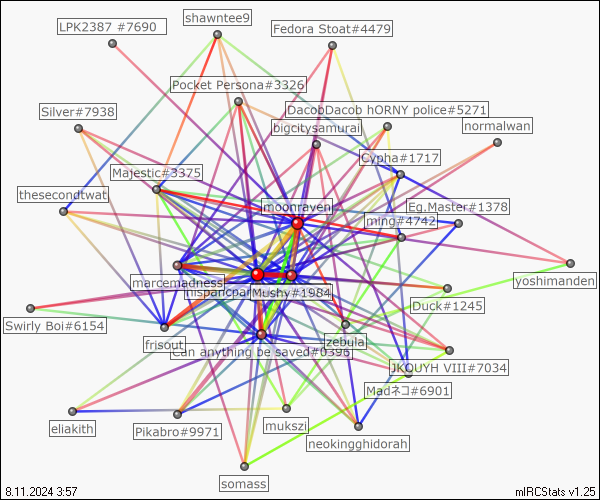 shawntee9
LPK2387 #7690
Fedora Stoat#4479
Pocket Persona#3326
Silver#7938
DacobDacob hORNY police#5271
bigcitysamurai
normalwan
Cypha#1717
Majestic#3375
thesecondtwat
moonraven
Eg.Master#1378
ming#4742
marcemadness
Mushy#1984
yoshimanden
Duck#1245
Swirly Boi#6154
frisout
zebula
Can anything be saved#0396
JKQUYH VIII#7034
Madネコ#6901
eliakith
mukszi
Pikabro#9971
neokingghidorah
somass
8.11.2024 3:57
mIRCStats v1.25